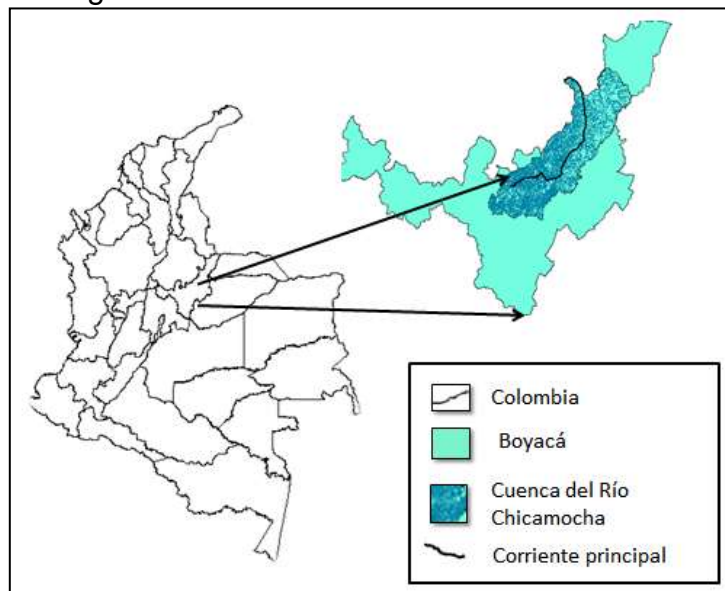 Colombia
Boyacá
Cuenca del Río
Chicamocha
Corriente principal